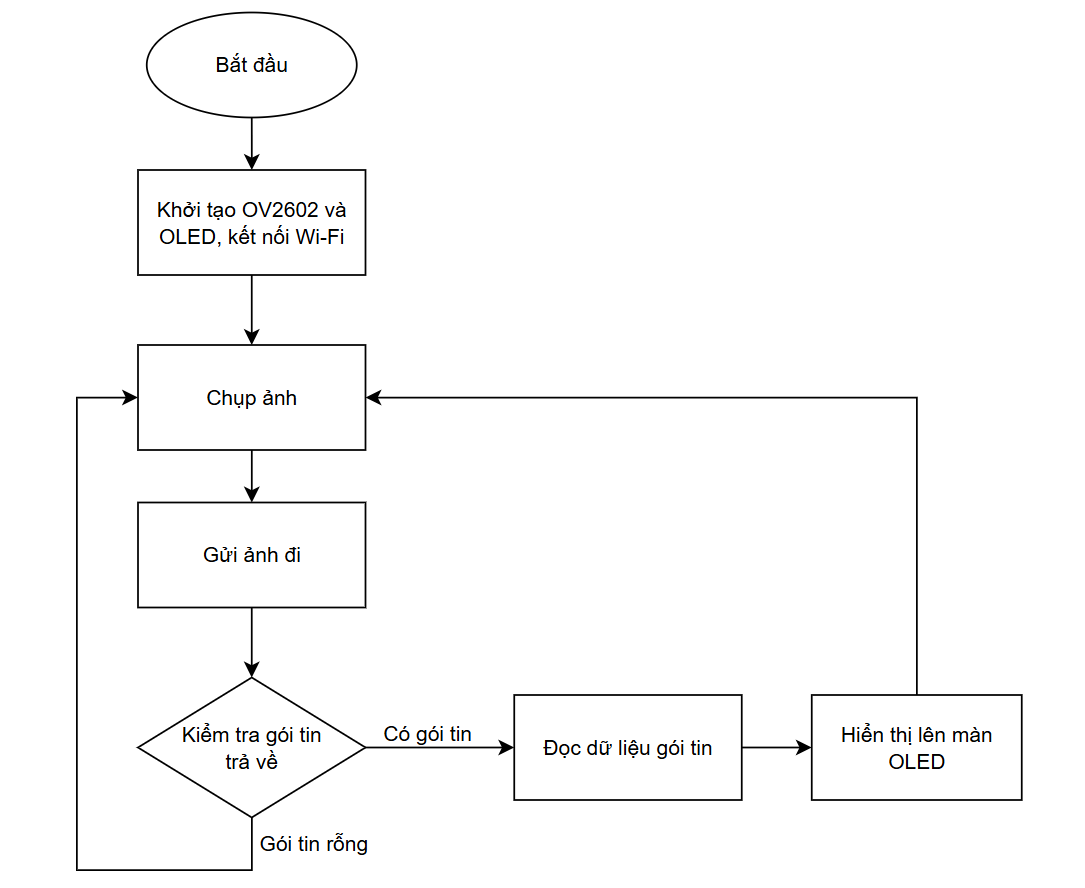 Bắt đầu
Khởi tạo OV2602 và
OLED, kết nối Wi-Fi
Chụp ảnh
Gửi ảnh đi
Kiểm tra gói tin
trả về
Có gói tin
Đọc dữ liệu gói tin
Hiển thị lên màn
OLED
Gói tin rỗng